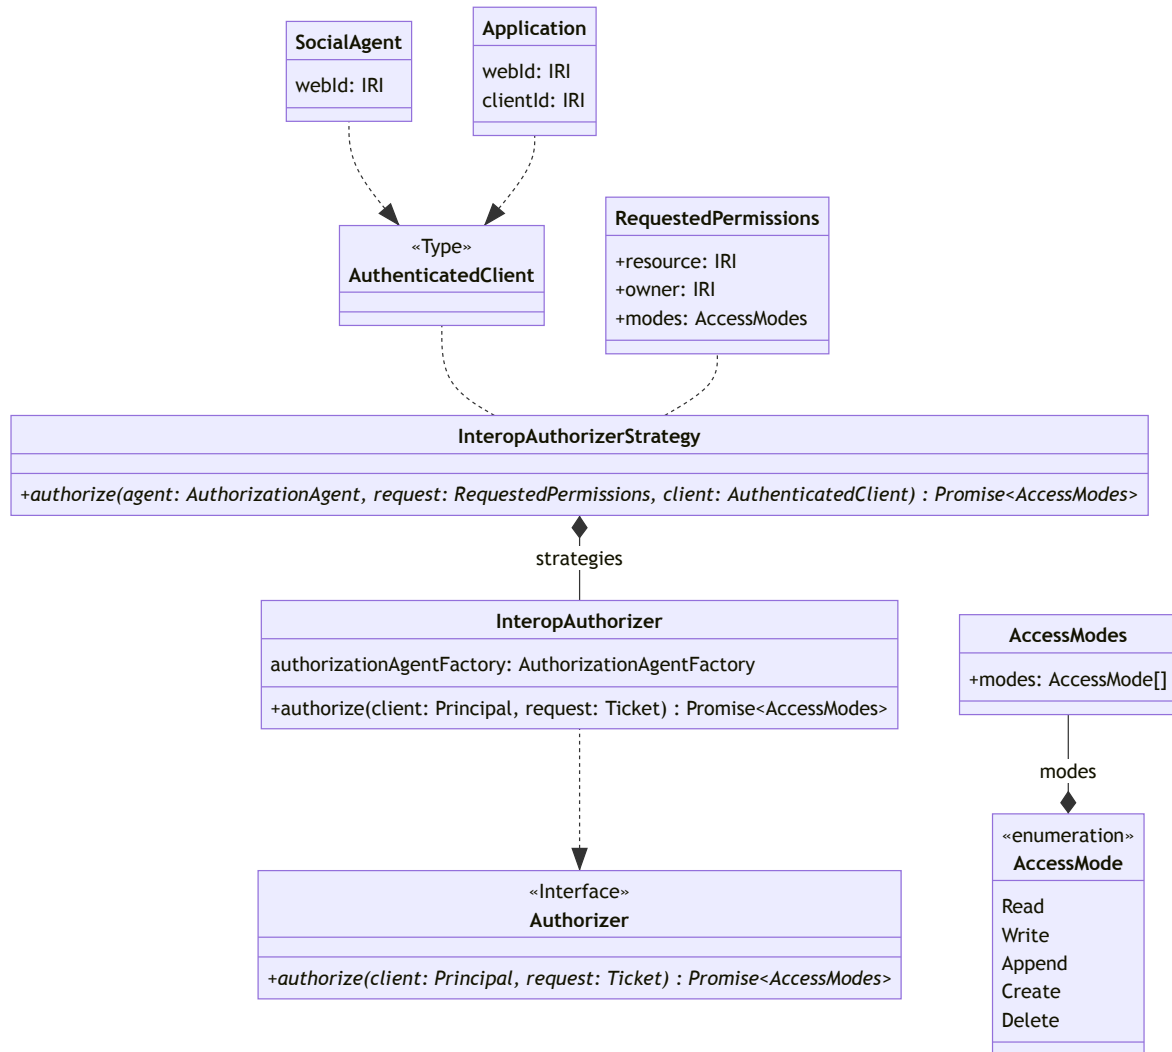 SocialAgent
webId: IRI
Application
webId: IRI
clientId: IRI
«Type»
AuthenticatedClient
RequestedPermissions
+resource: IRI
+owner: IRI
+modes: AccessModes
InteropAuthorizerStrategy
+authorize(agent: AuthorizationAgent, request: RequestedPermissions, client: AuthenticatedClient) : Promise<AccessModes>
strategies
InteropAuthorizer
authorizationAgentFactory: AuthorizationAgentFactory
+authorize(client: Principal, request: Ticket) : Promise<AccessModes>
AccessModes
+modes: AccessMode[]
modes
«enumeration»
AccessMode
Read
Write
Append
Create
Delete
«Interface»
Authorizer
+authorize(client: Principal, request: Ticket) : Promise<AccessModes>